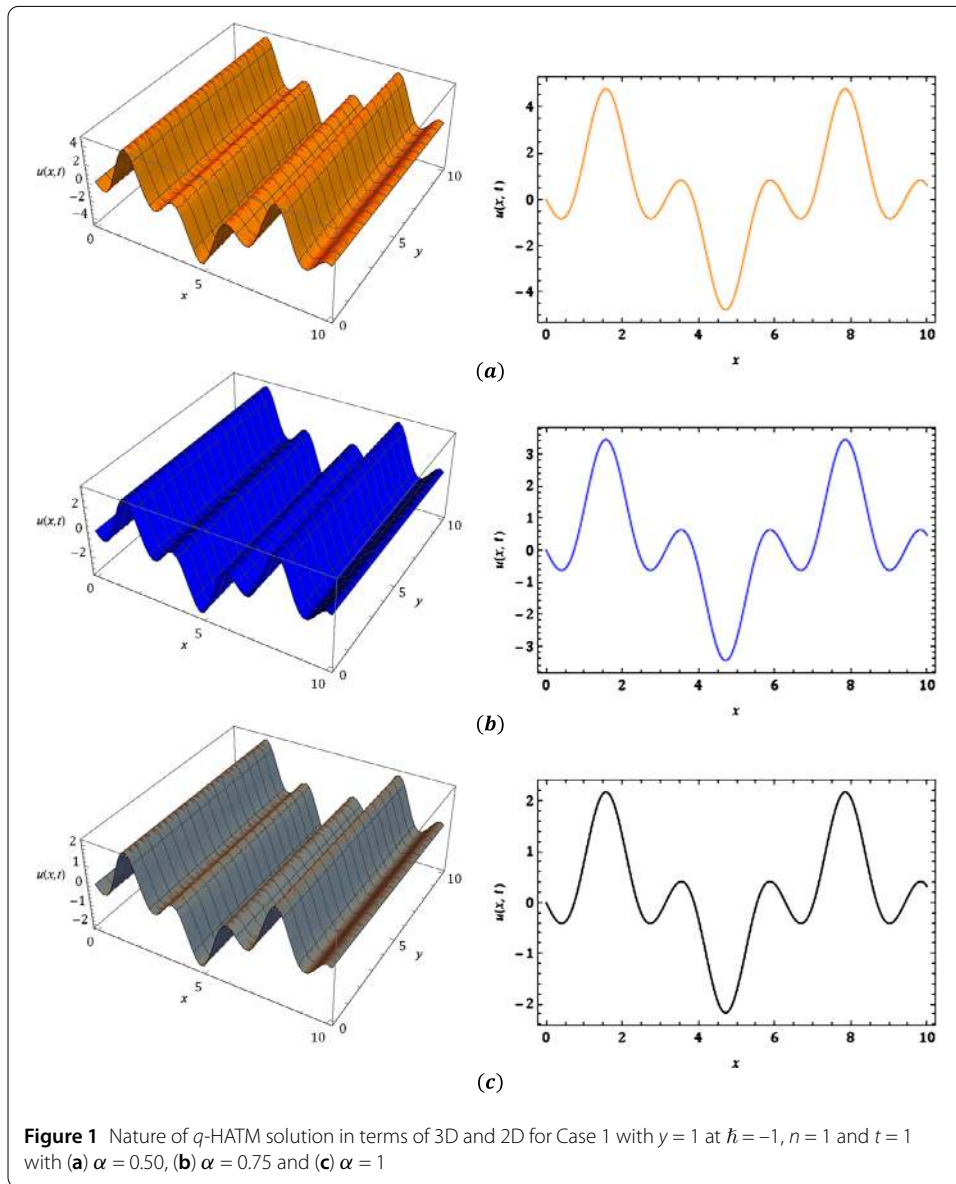 4
2
0
−2
−4
u(x,t)
0
5
10
x
0
5
10
y
4
2
0
−2
−4
u(x, t)
0 2 4 6 8 10
x
(a)
2
0
−2
u(x,t)
0
5
10
x
0
5
10
y
3
2
1
0
−1
−2
−3
u(x, t)
0 2 4 6 8 10
x
(b)
2
1
0
−1
−2
u(x,t)
0
5
10
x
0
5
10
y
2
1
0
−1
−2
u(x, t)
0 2 4 6 8 10
x
(c)
Figure 1 Nature of q-HATM solution in terms of 3D and 2D for Case 1 with y = 1 at ℏ = –1, n = 1 and t = 1
with (a) α = 0.50, (b) α = 0.75 and (c) α = 1